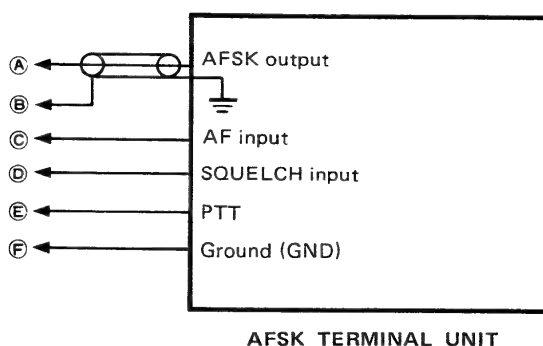 Ⓐ AFSK output
Ⓑ
Ⓒ AF input
Ⓓ SQUELCH input
Ⓔ PTT
Ⓕ Ground (GND)
AFSK TERMINAL UNIT